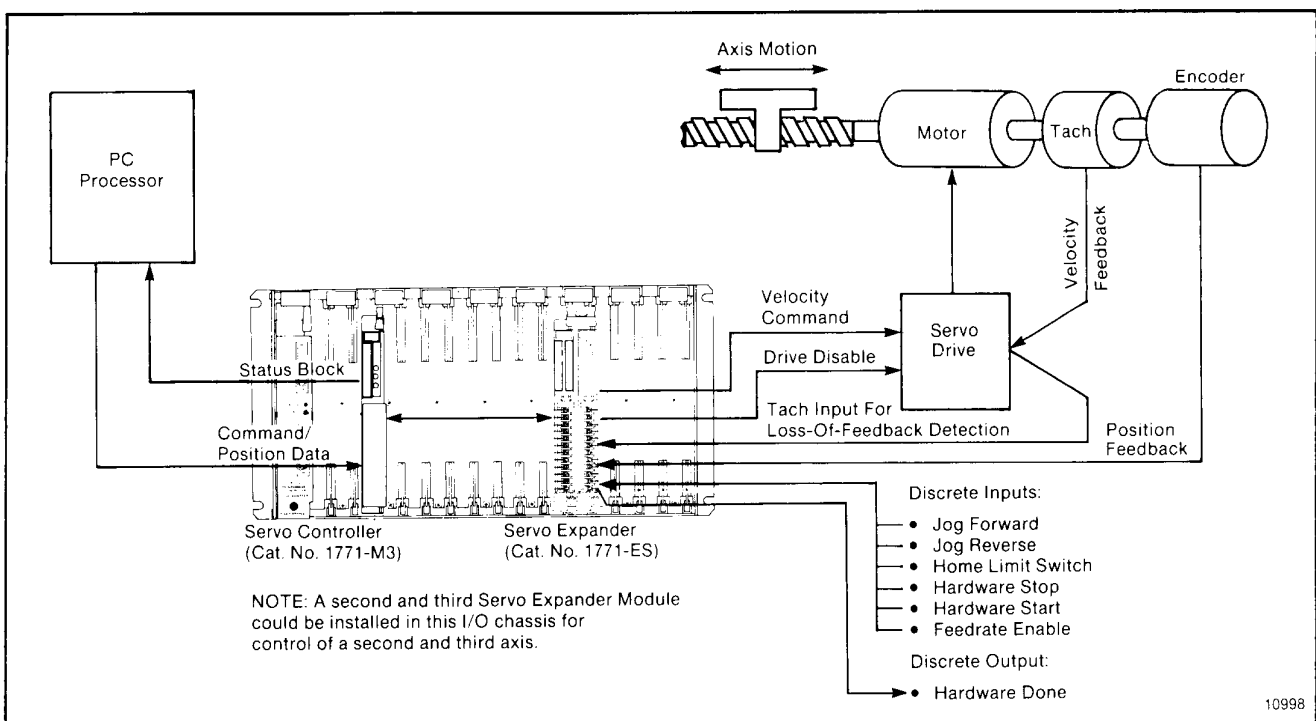 Axis Motion
Encoder
Motor
Tach
PC
Processor
Velocity
Feedback
Velocity
Command
Servo
Drive
Drive Disable
Status Block
Tach Input For
Loss-Of-Feedback Detection
Command/
Position Data
Position
Feedback
Servo Controller
(Cat. No. 1771-M3)
Servo Expander
(Cat. No. 1771-ES)
Discrete Inputs:
• Jog Forward
• Jog Reverse
• Home Limit Switch
• Hardware Stop
• Hardware Start
• Feedrate Enable
NOTE: A second and third Servo Expander Module
could be installed in this I/O chassis for
control of a second and third axis.
Discrete Output:
• Hardware Done
10998